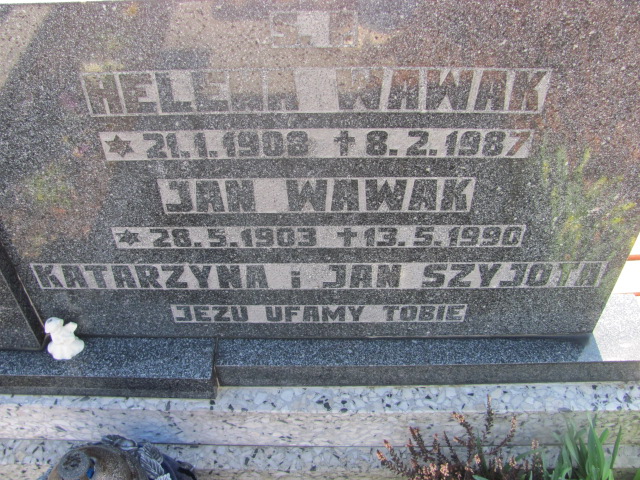 Ś P
HELENA WAWAK
* 21.1.1908 ✝ 8.2.1987
JAN WAWAK
* 28.5.1903 ✝ 13.5.1990
KATARZYNA i JAN SZYJOTA
JEZU UFAMY TOBIE